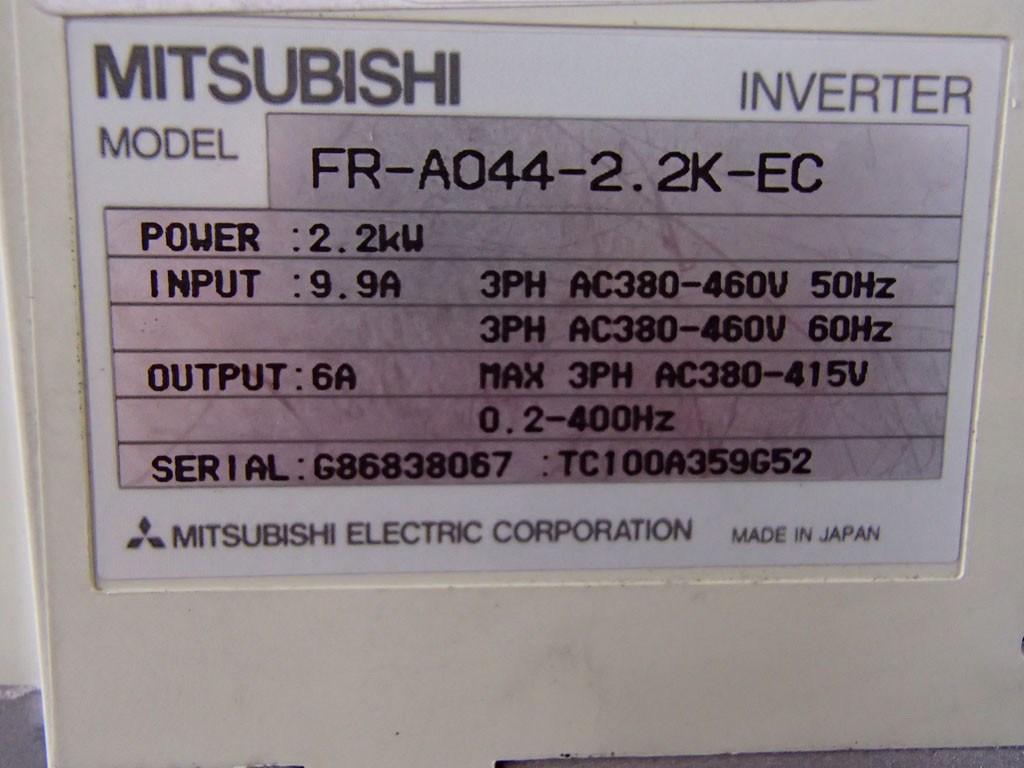 MITSUBISHI INVERTER
MODEL FR-A044-2.2K-EC
POWER :2.2kW
INPUT :9.9A 3PH AC380-460V 50Hz
3PH AC380-460V 60Hz
OUTPUT:6A MAX 3PH AC380-415V
0.2-400Hz
SERIAL:G86838067 :TC100A359G52
MITSUBISHI ELECTRIC CORPORATION MADE IN JAPAN